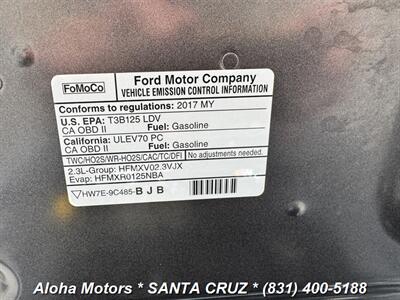 FoMoCo
Ford Motor Company
VEHICLE EMISSION CONTROL INFORMATION
Conforms to regulations: 2017 MY
U.S. EPA: T3B125 LDV
CA OBD II Fuel: Gasoline
California: ULEV70 PC
CA OBD II Fuel: Gasoline
TWC/HO2S/WR-HO2S/CAC/TC/DFI No adjustments needed.
2.3L-Group: HFMXV02.3VJX
Evap: HFMXR0125NBA
HW7E-9C485-B J B
Aloha Motors * SANTA CRUZ * (831) 400-5188